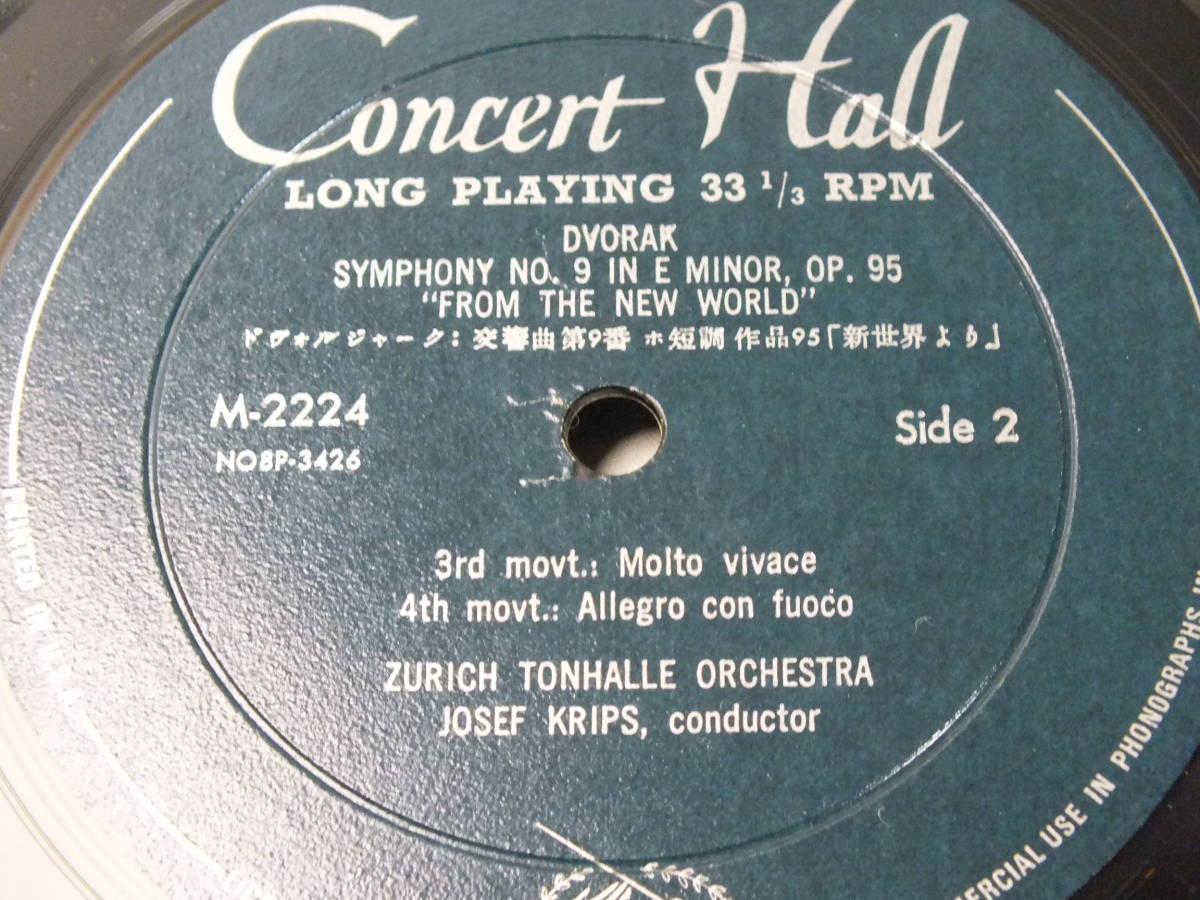 Concert Hall
LONG PLAYING 33 1/3 RPM
DVORAK
SYMPHONY NO. 9 IN E MINOR, OP. 95
"FROM THE NEW WORLD"
ドヴォルジャーク：交響曲第9番 ホ短調 作品95「新世界より」
M-2224
NO8P-3426
Side 2
3rd movt.: Molto vivace
4th movt.: Allegro con fuoco
ZURICH TONHALLE ORCHESTRA
JOSEF KRIPS, conductor
PRINTED IN U.S.A.
USE IN PHONOGRAPHS